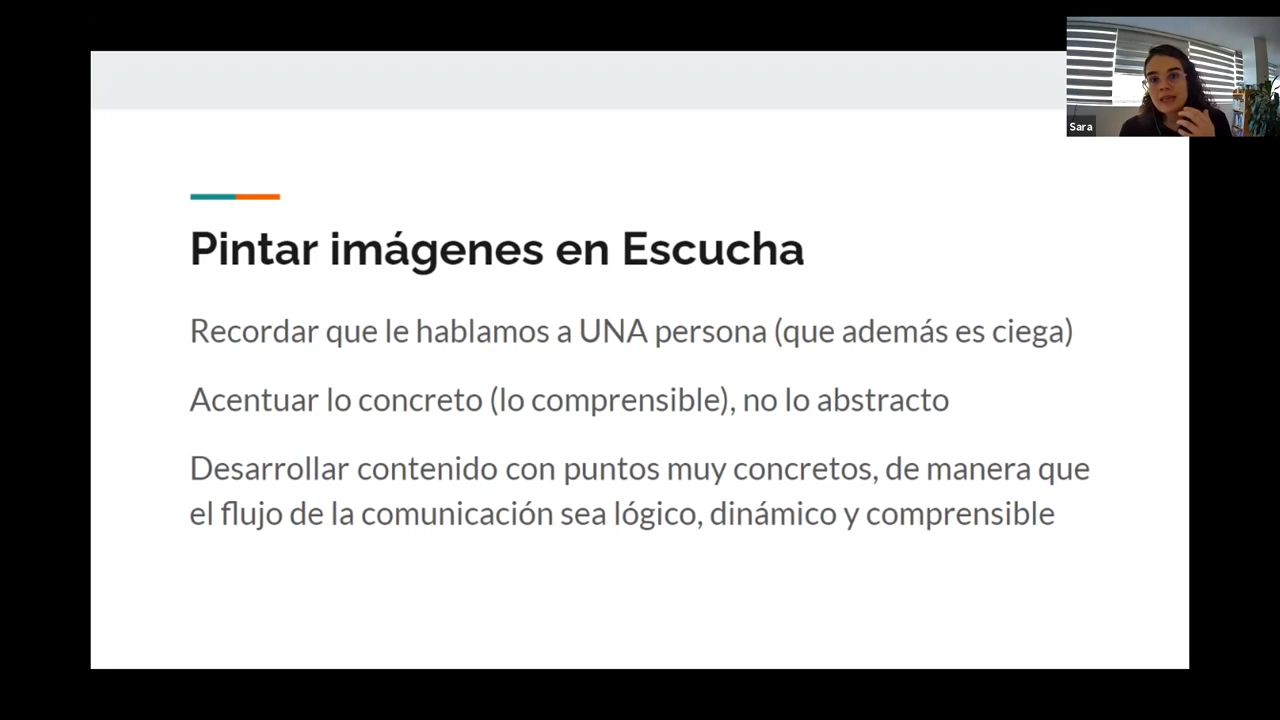 Sara
Pintar imágenes en Escucha
Recordar que le hablamos a UNA persona (que además es ciega)
Acentuar lo concreto (lo comprensible), no lo abstracto
Desarrollar contenido con puntos muy concretos, de manera que
el flujo de la comunicación sea lógico, dinámico y comprensible